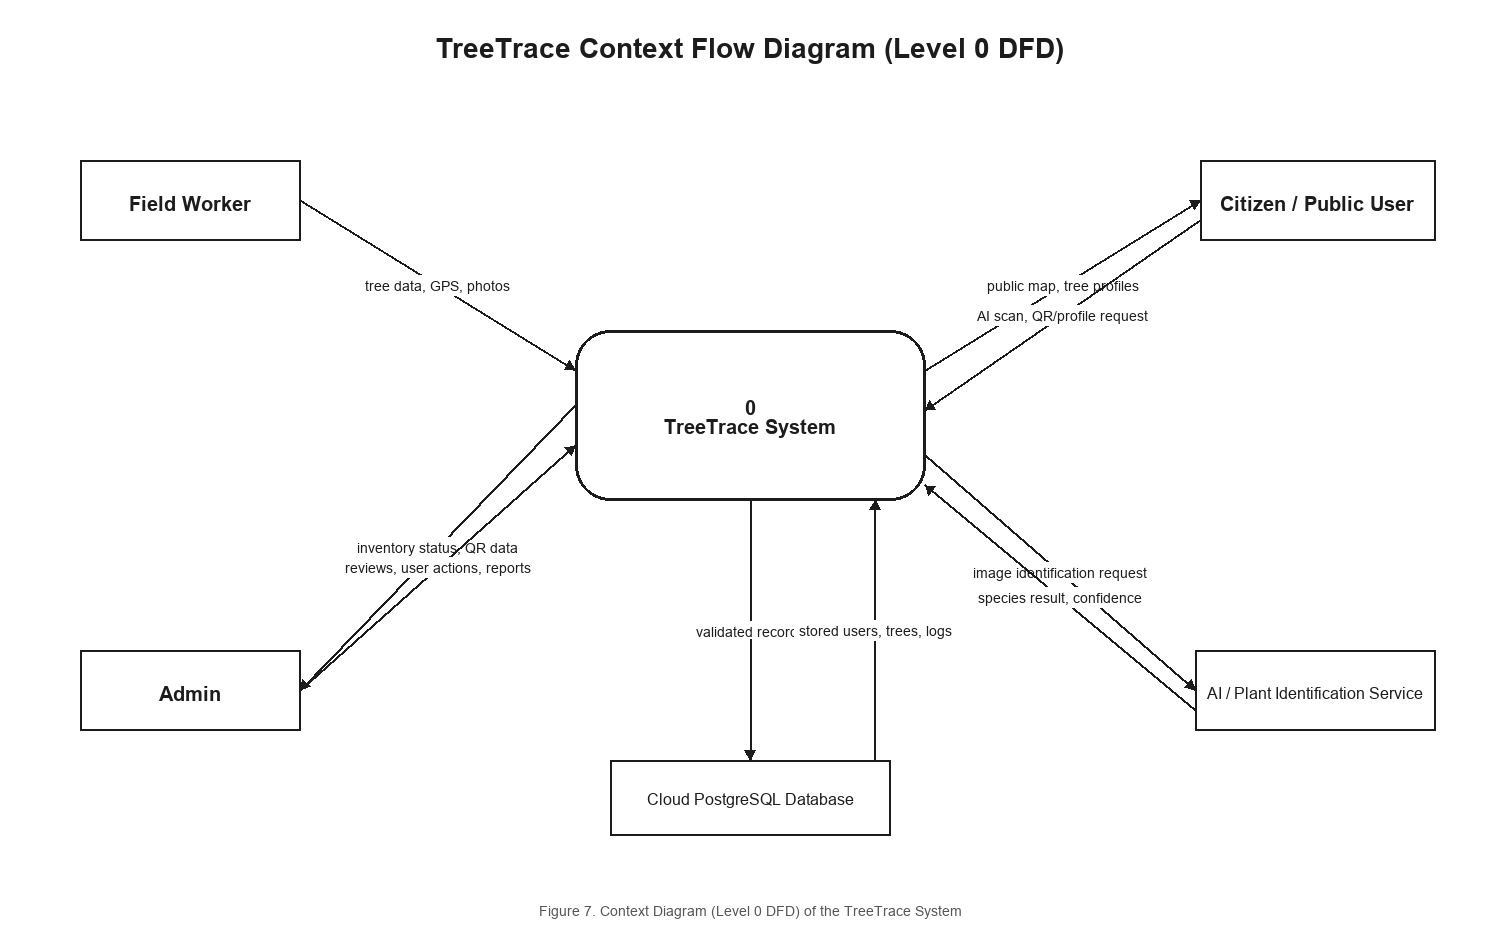 TreeTrace Context Flow Diagram (Level 0 DFD)
Field Worker
Citizen / Public User
tree data, GPS, photos
public map, tree profiles
AI scan, QR/profile request
0
TreeTrace System
inventory status, QR data
reviews, user actions, reports
image identification request
species result, confidence
validated recor
stored users, trees, logs
Admin
AI / Plant Identification Service
Cloud PostgreSQL Database
Figure 7. Context Diagram (Level 0 DFD) of the TreeTrace System